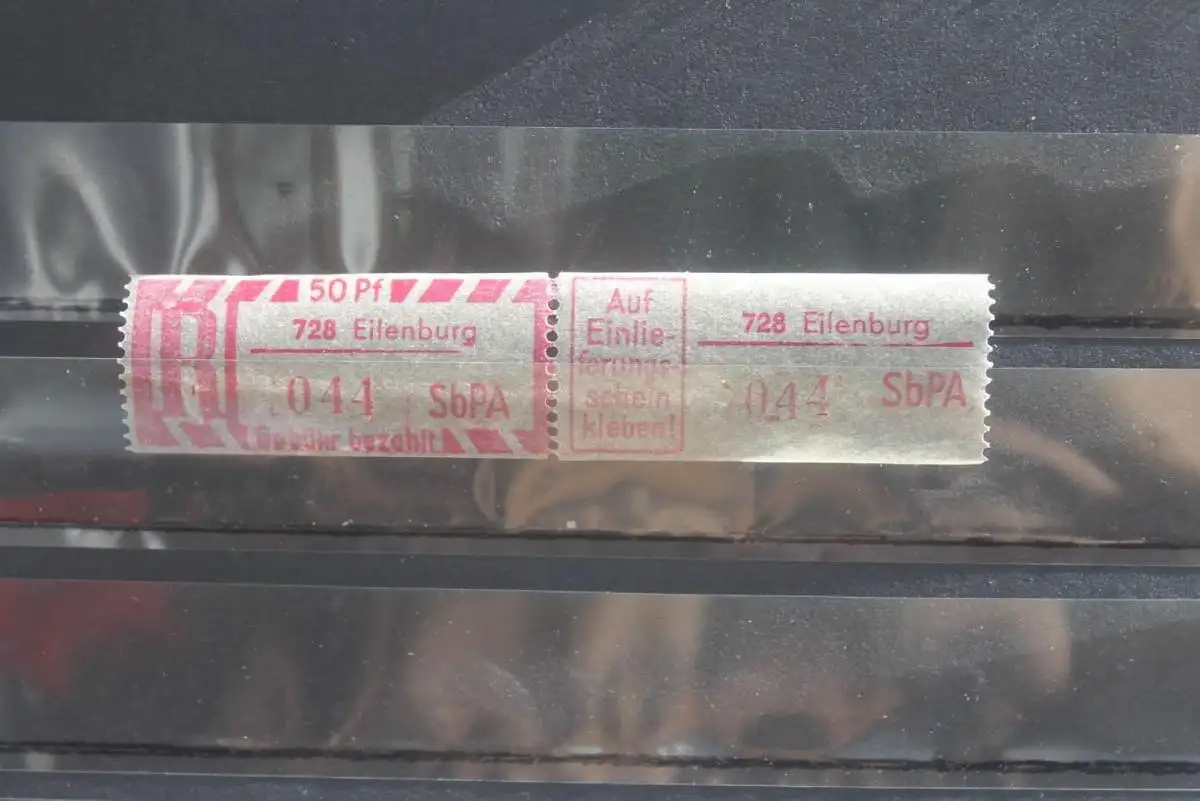 50 Pf
R
728 Eilenburg
044 SbPA
Gebühr bezahlt
Auf
Einlie-
ferungs-
schein
kleben!
728 Eilenburg
044 SbPA